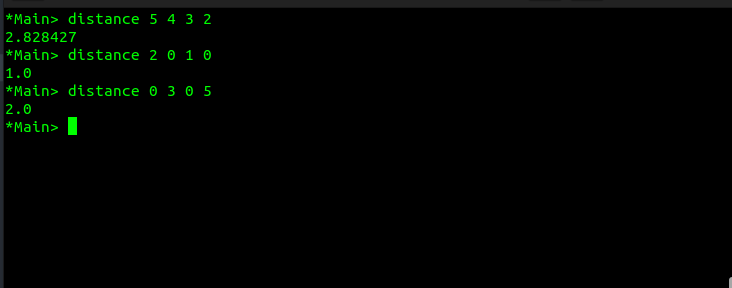 *Main> distance 5 4 3 2
2.828427
*Main> distance 2 0 1 0
1.0
*Main> distance 0 3 0 5
2.0
*Main>